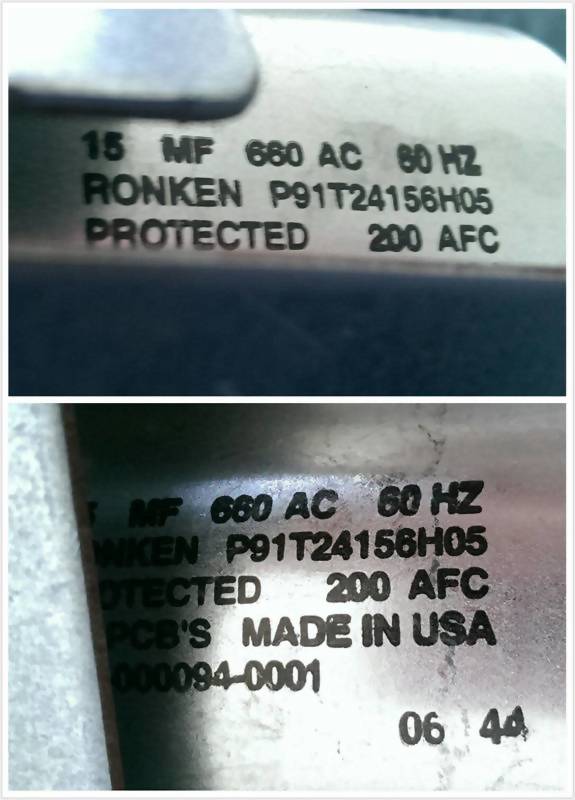 15 MF 660 AC 60 HZ
RONKEN P91T24156H05
PROTECTED 200 AFC
MF 660 AC 60 HZ
NKEN P91T24156H05
OTECTED 200 AFC
PCB'S MADE IN USA
000094-0001
06 44